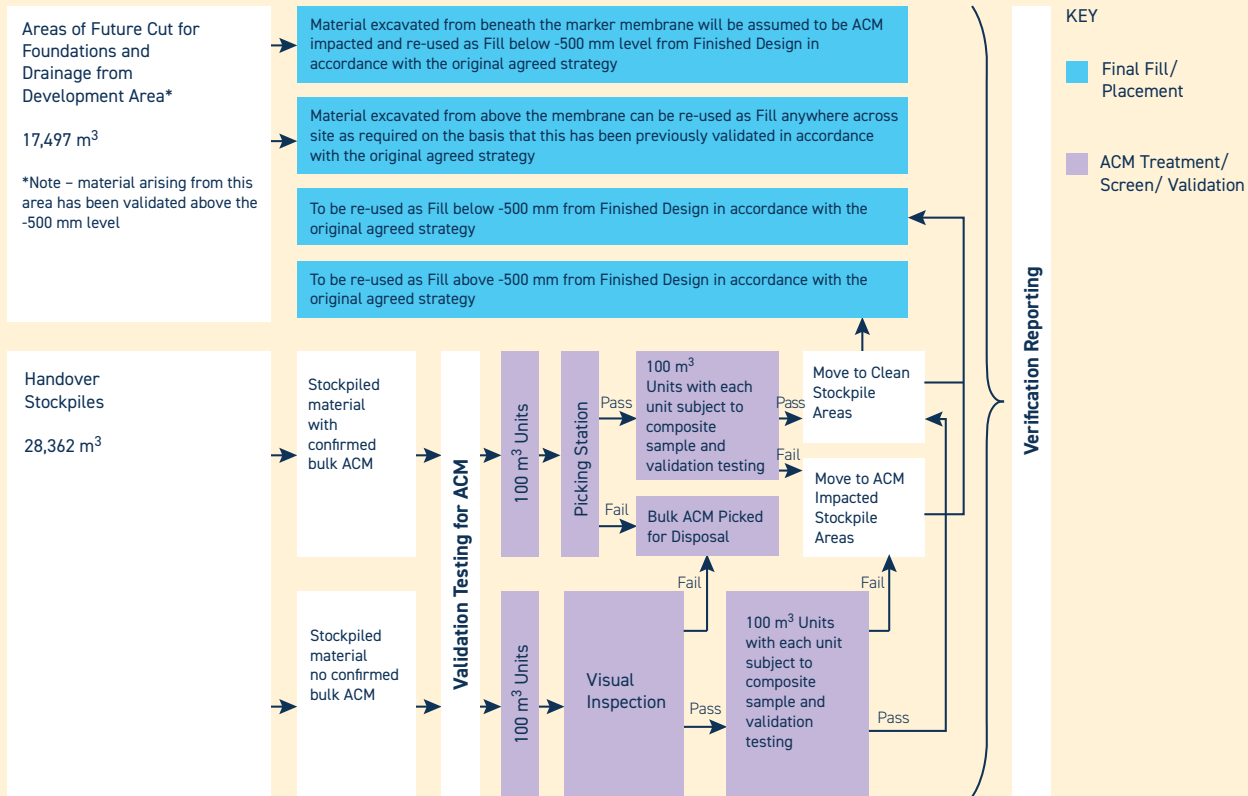 Areas of Future Cut for
Foundations and
Drainage from
Development Area*
17,497 m³
*Note – material arising from this
area has been validated above the
-500 mm level
Material excavated from beneath the marker membrane will be assumed to be ACM
impacted and re-used as Fill below -500 mm level from Finished Design in
accordance with the original agreed strategy
Material excavated from above the membrane can be re-used as Fill anywhere across
site as required on the basis that this has been previously validated in accordance
with the original agreed strategy
To be re-used as Fill below -500 mm from Finished Design in accordance with the
original agreed strategy
To be re-used as Fill above -500 mm from Finished Design in accordance with the
original agreed strategy
Handover
Stockpiles
28,362 m³
Stockpiled
material
with
confirmed
bulk ACM
Stockpiled
material
no confirmed
bulk ACM
Validation Testing for ACM
100 m³ Units
Picking Station
Pass
Fail
100 m³
Units with each
unit subject to
composite
sample and
validation testing
Bulk ACM Picked
for Disposal
Pass
Fail
Move to Clean
Stockpile
Areas
Move to ACM
Impacted
Stockpile
Areas
100 m³ Units
Visual
Inspection
Fail
Pass
100 m³ Units
with each unit
subject to
composite
sample and
validation
testing
Fail
Pass
Verification Reporting
KEY
Final Fill/
Placement
ACM Treatment/
Screen/ Validation